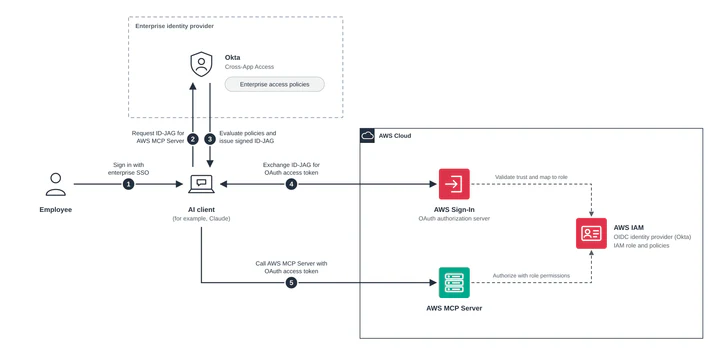 Enterprise identity provider
Okta
Cross-App Access
Enterprise access policies
Request ID-JAG for
AWS MCP Server
2
3
Evaluate policies and
issue signed ID-JAG
AWS Cloud
Sign in with
enterprise SSO
1
Exchange ID-JAG for
OAuth access token
4
Validate trust and map to role
Employee
AI client
(for example, Claude)
AWS Sign-In
OAuth authorization server
AWS IAM
OIDC identity provider (Okta)
IAM role and policies
Call AWS MCP Server with
OAuth access token
5
Authorize with role permissions
AWS MCP Server